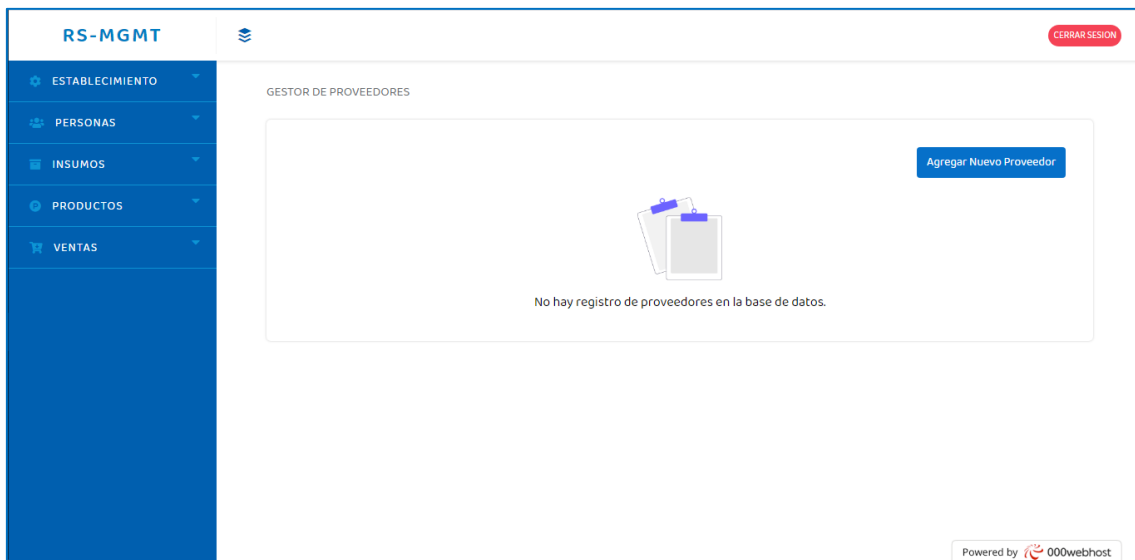 RS-MGMT
CERRAR SESION
ESTABLECIMIENTO
PERSONAS
INSUMOS
PRODUCTOS
VENTAS
GESTOR DE PROVEEDORES
Agregar Nuevo Proveedor
No hay registro de proveedores en la base de datos.
Powered by 000webhost